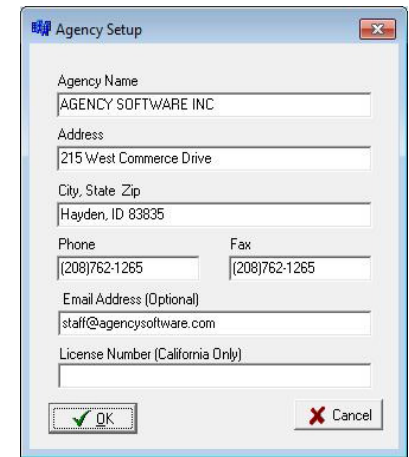 Agency Setup
Agency Name
AGENCY SOFTWARE INC
Address
215 West Commerce Drive
City, State Zip
Hayden, ID 83835
Phone Fax
(208)762-1265 (208)762-1265
Email Address (Optional)
staff@agencysoftware.com
License Number (California Only)
OK Cancel